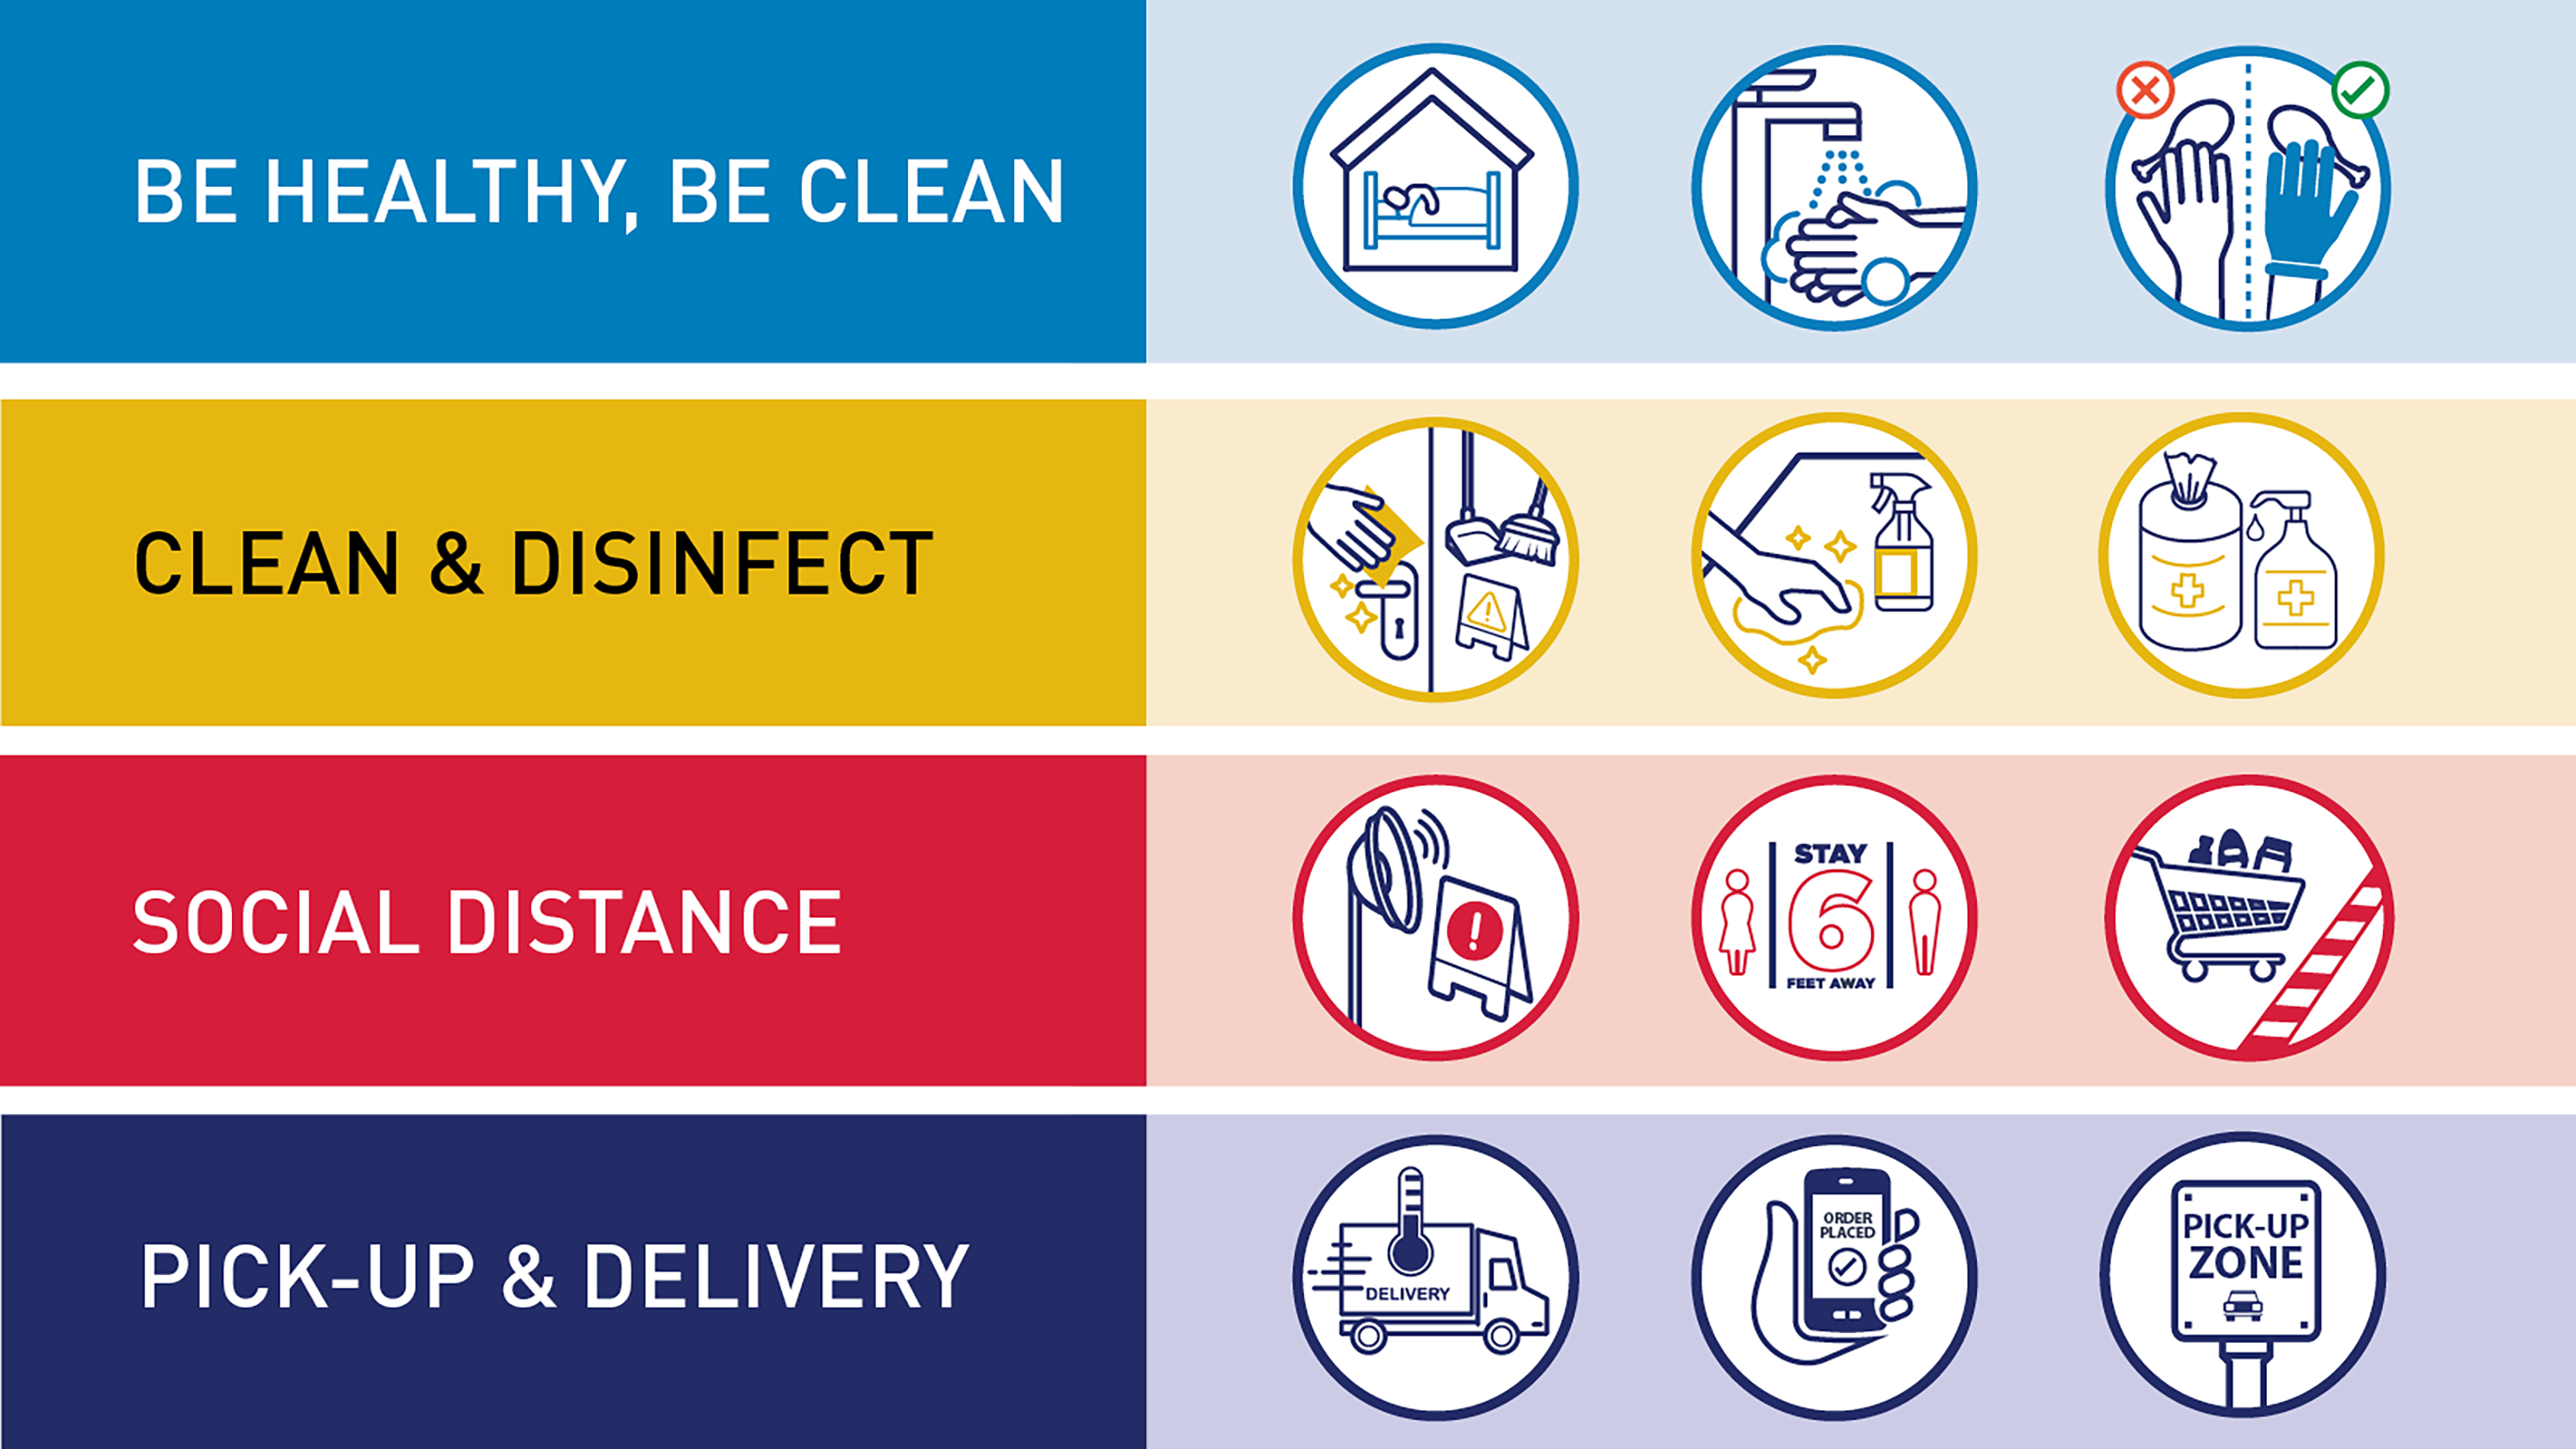 BE HEALTHY, BE CLEAN
CLEAN & DISINFECT
SOCIAL DISTANCE
STAY
6
FEET AWAY
PICK-UP & DELIVERY
DELIVERY
ORDER
PLACED
PICK-UP
ZONE